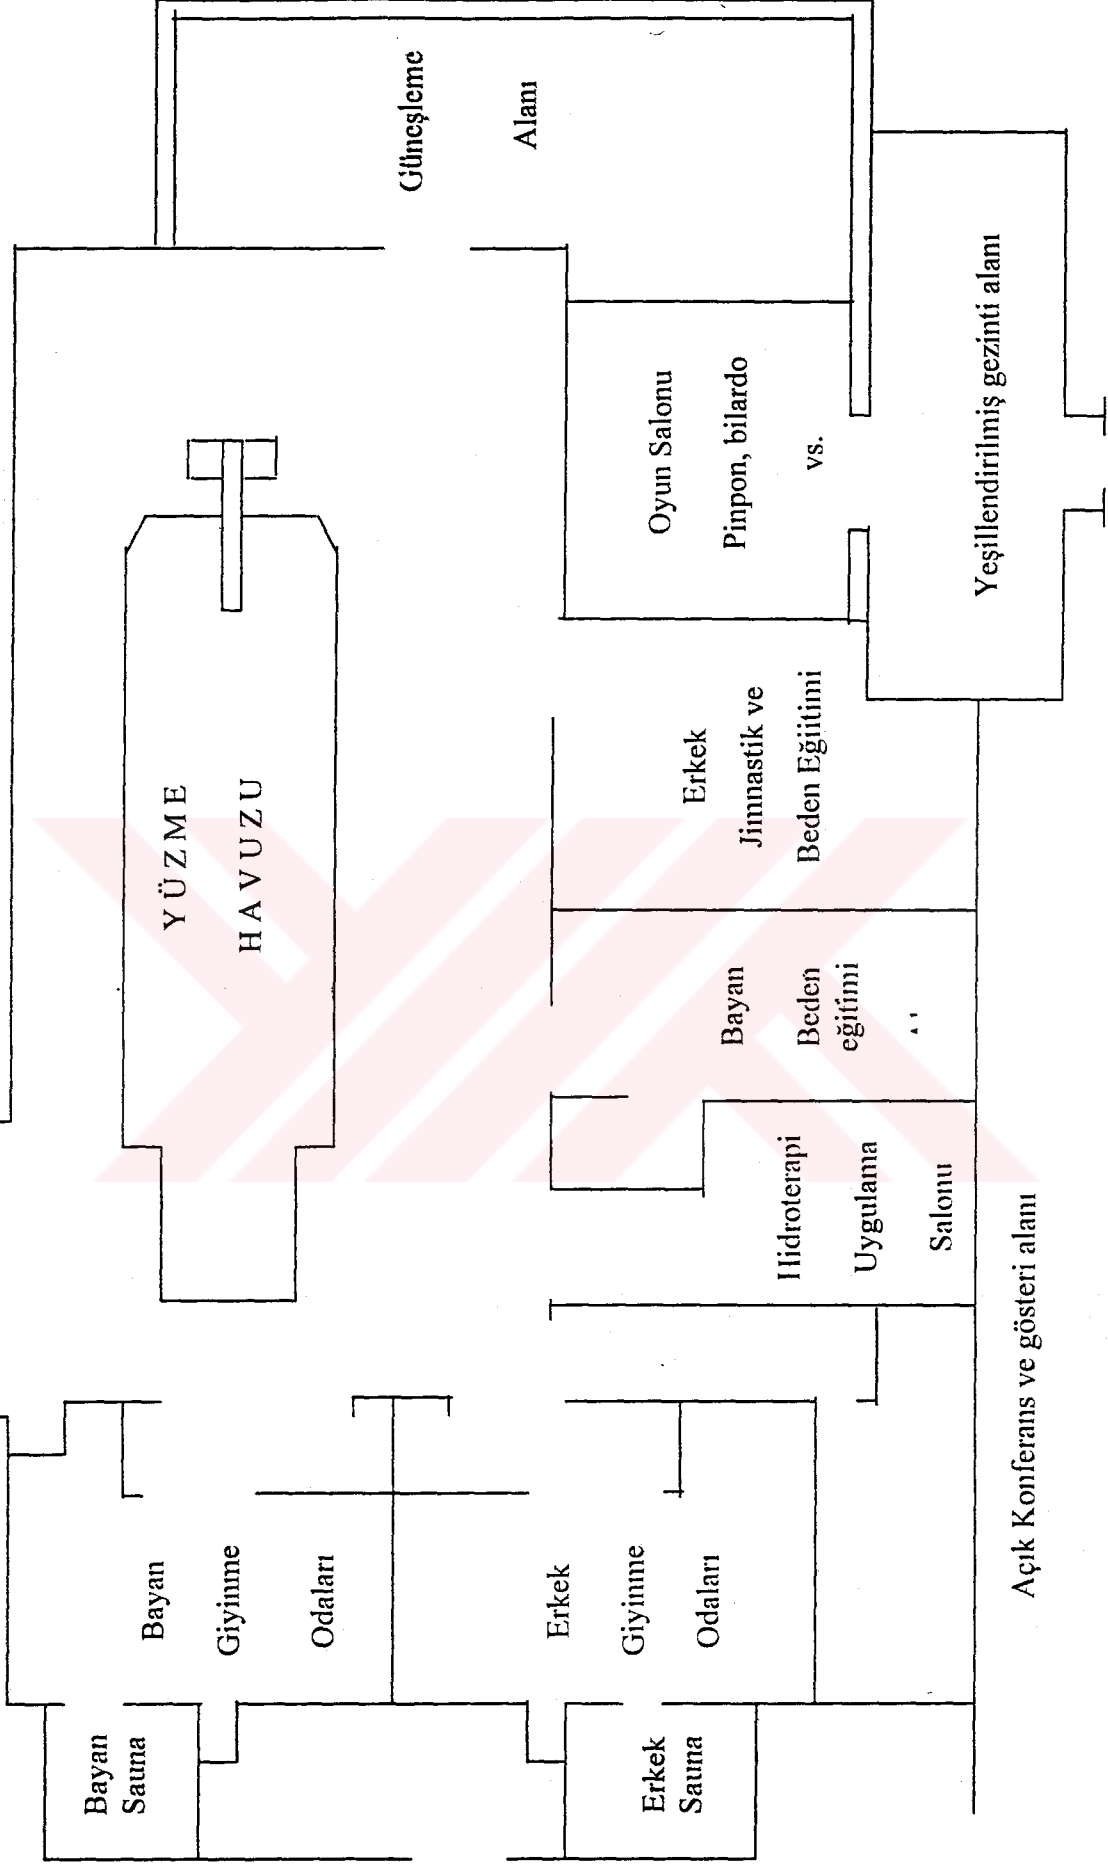 YÜZME
HAVUZU
Güneşleme
Alanı
Bayan
Sauna
Bayan
Giyinme
Odaları
Erkek
Giyinme
Odaları
Erkek
Sauna
Hidroterapi
Uygulama
Salonu
Bayan
Beden
eğitimi
Erkek
Jimnastik ve
Beden Eğiitimi
Oyun Salonu
Pinpon, bilardo
vs.
Yeşillendirilmiş gezinti alanı
Açık Konferans ve gösteri alanı